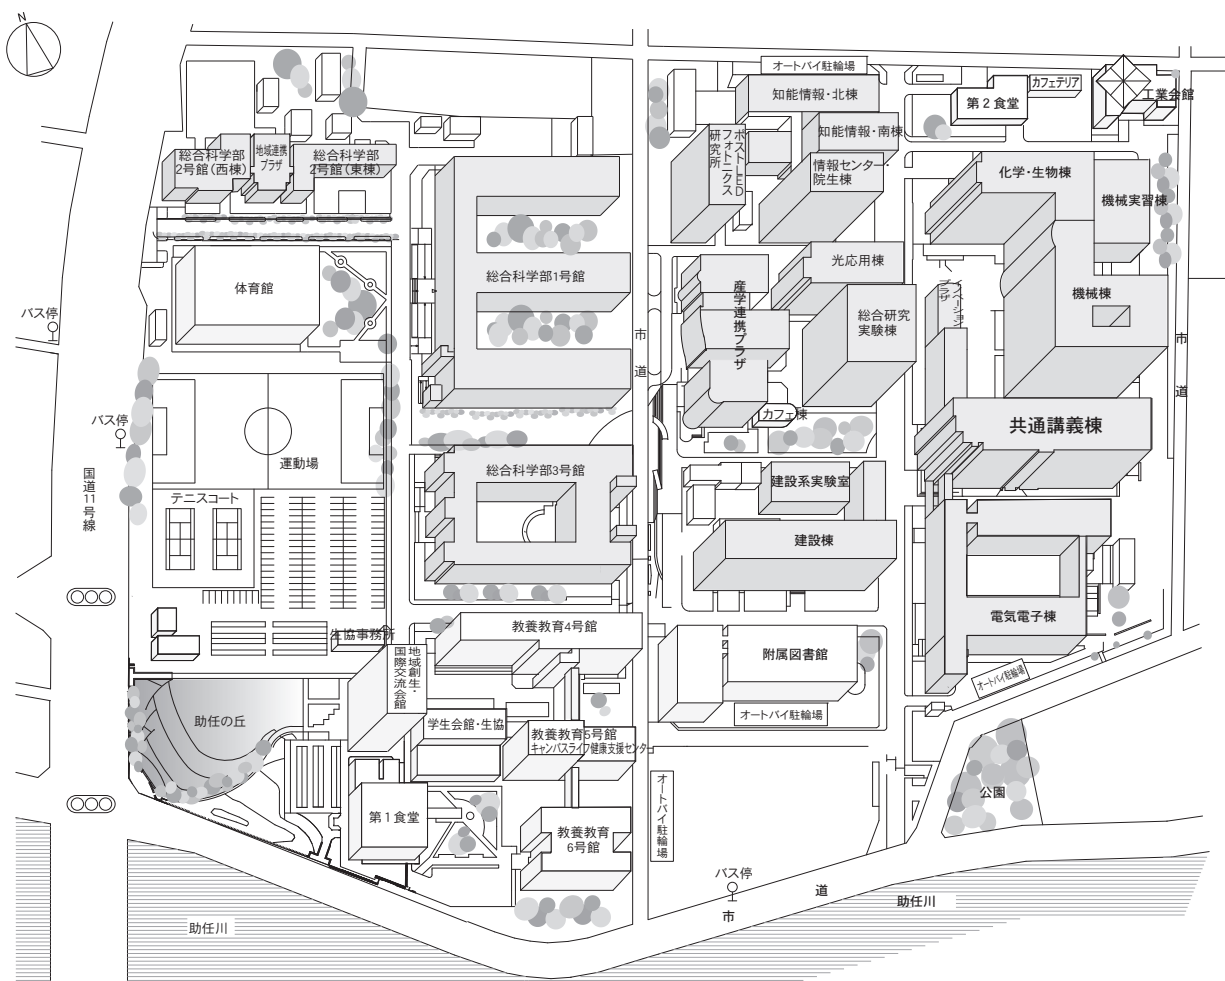 N
オートバイ駐輪場
知能情報・北棟
カフェテリア
第２食堂
工業会館
知能情報・南棟
ポストLED
フォトニクス
研究所
総合科学部
2号館(西棟)
地域連携
プラザ
総合科学部
2号館(東棟)
情報センター・
院生棟
化学・生物棟
機械実習棟
体育館
総合科学部1号館
光応用棟
産学連携プラザ
総合研究
実験棟
イノベーション
プラザ
機械棟
バス停
市道
市道
バス停
カフェ棟
共通講義棟
運動場
総合科学部3号館
国道11号線
テニスコート
建設系実験室
建設棟
電気電子棟
生協事務所
教養教育4号館
地域創生・
国際交流会館
附属図書館
オートバイ駐輪場
助任の丘
学生会館・生協
教養教育5号館
キャンパスライフ健康支援センター
オートバイ駐輪場
オートバイ駐輪場
公園
第１食堂
教養教育
6号館
バス停
市
道
助任川
助任川